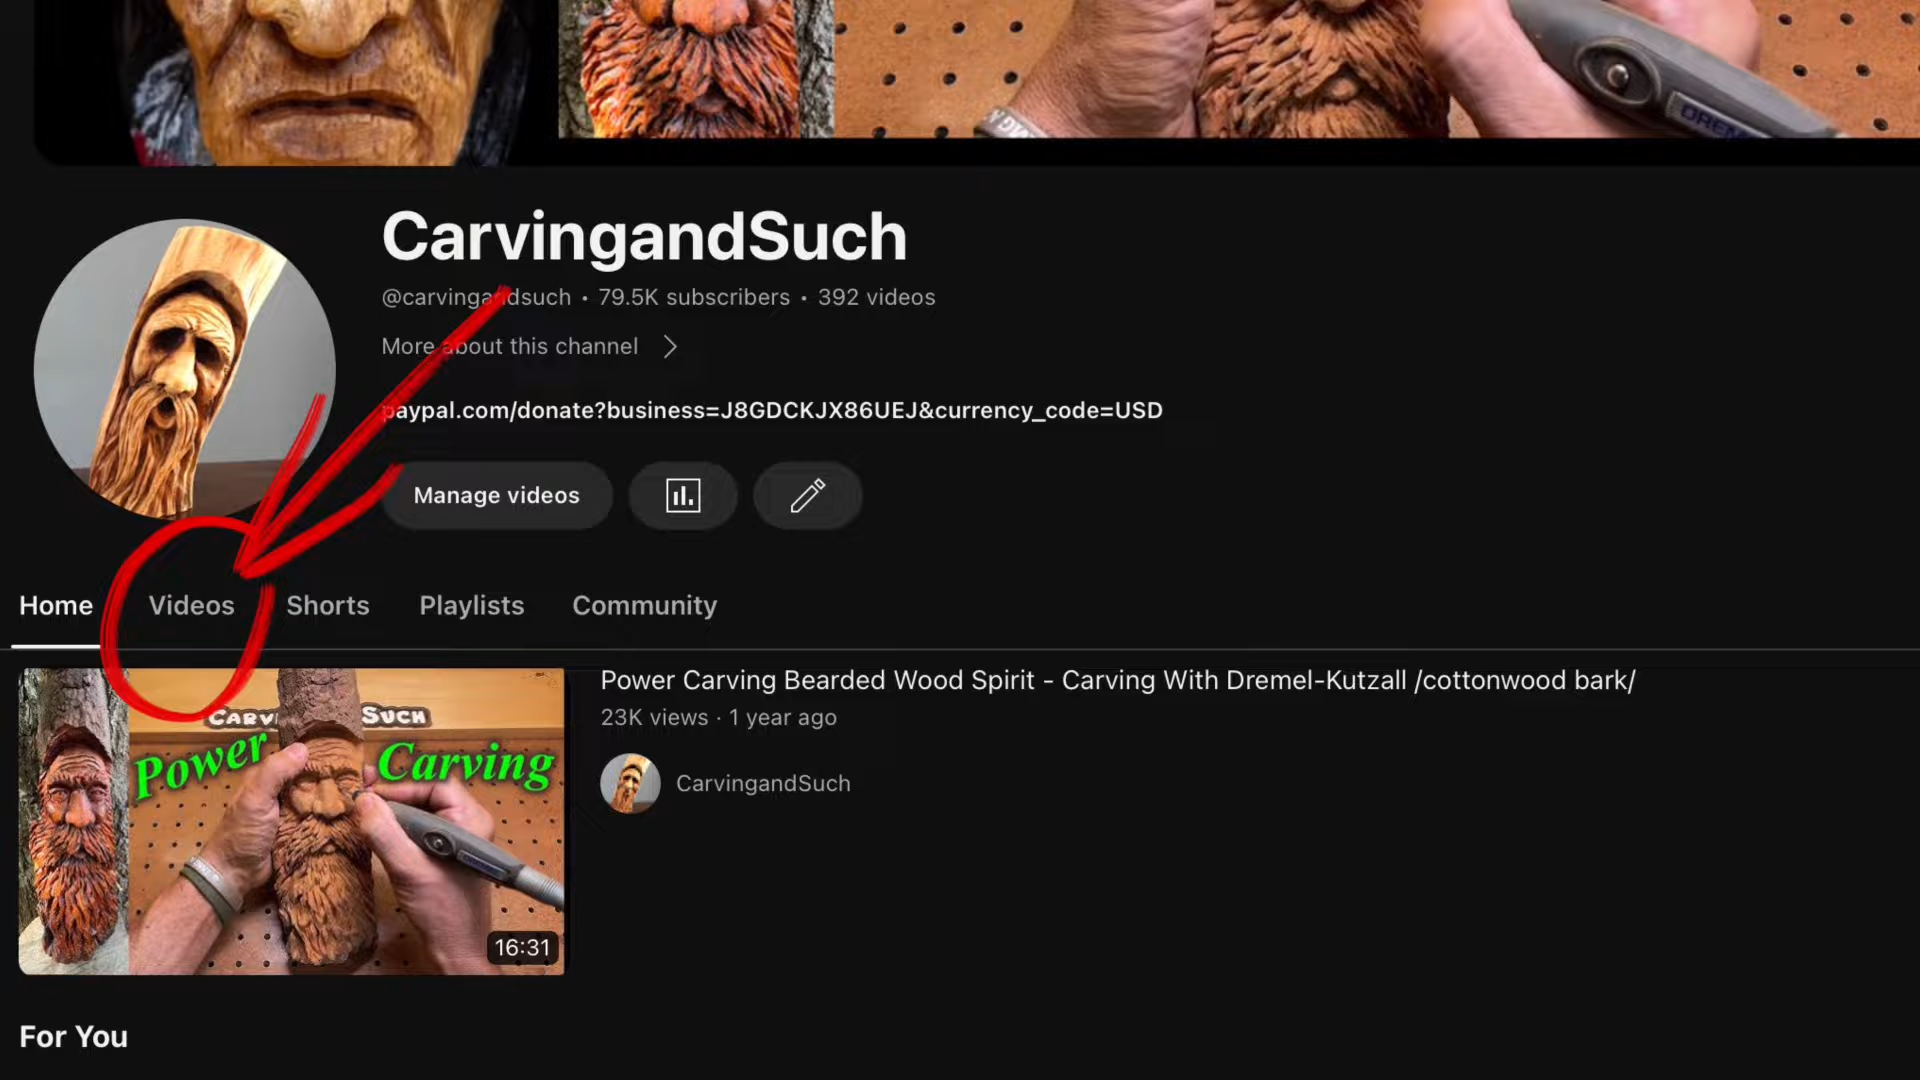 DREM
CarvingandSuch
@carvingandsuch • 79.5K subscribers • 392 videos
More about this channel
paypal.com/donate?business=J8GDCKJX86UEJ&currency_code=USD
Manage videos
Home Videos Shorts Playlists Community
Power Carving Bearded Wood Spirit - Carving With Dremel-Kutzall /cottonwood bark/
23K views · 1 year ago
CarvingandSuch
CARV SUCH
Power Carving
16:31
For You